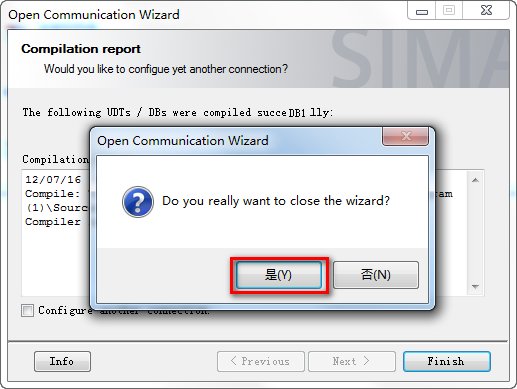 Open Communication Wizard
Compilation report
Would you like to configue yet another connection?
SIMA
The following UDTs / DBs were compiled succeDB1 lly:
Open Communication Wizard
Compilation
12/07/16
Compile:
ram
(1)\Sourc
Compiler
Do you really want to close the wizard?
是(Y)
否(N)
Configure another connection.
Info
< Previous
Next >
Finish